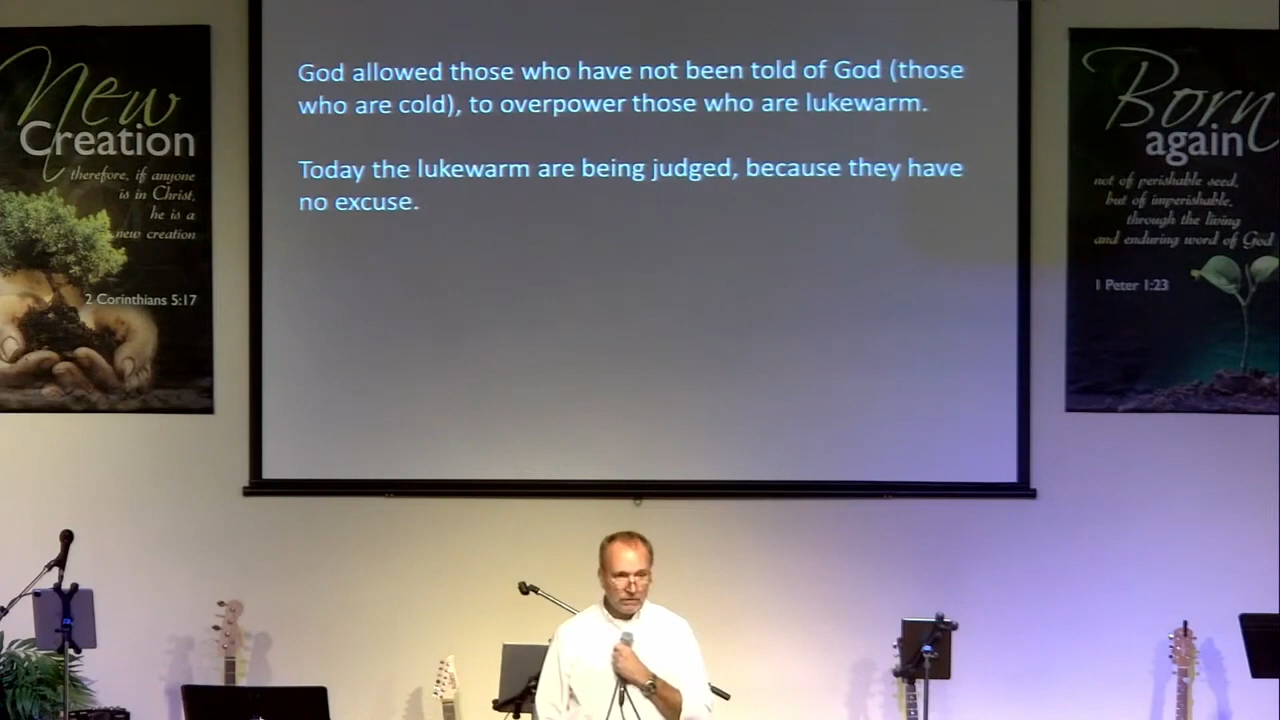 New
Creation
therefore, if anyone
is in Christ,
he is a
new creation
2 Corinthians 5:17
God allowed those who have not been told of God (those
who are cold), to overpower those who are lukewarm.
Today the lukewarm are being judged, because they have
no excuse.
Born
again
not of perishable seed,
but of imperishable,
through the living
and enduring word of God
1 Peter 1:23